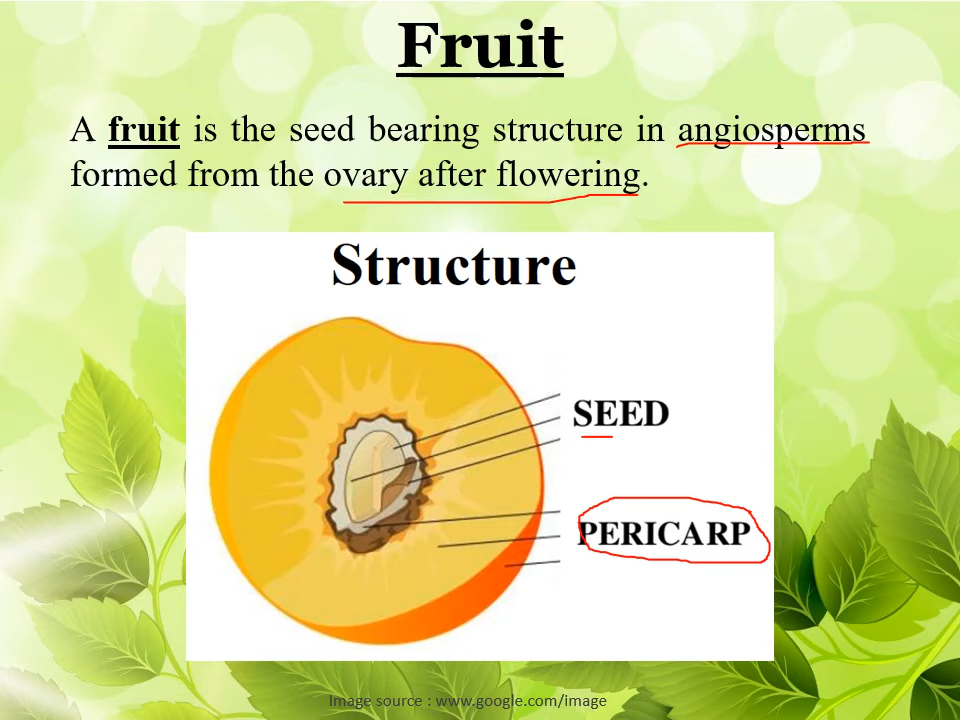 Fruit
A fruit is the seed bearing structure in angiosperms
formed from the ovary after flowering.
Structure
SEED
PERICARP
Image source : www.google.com/image